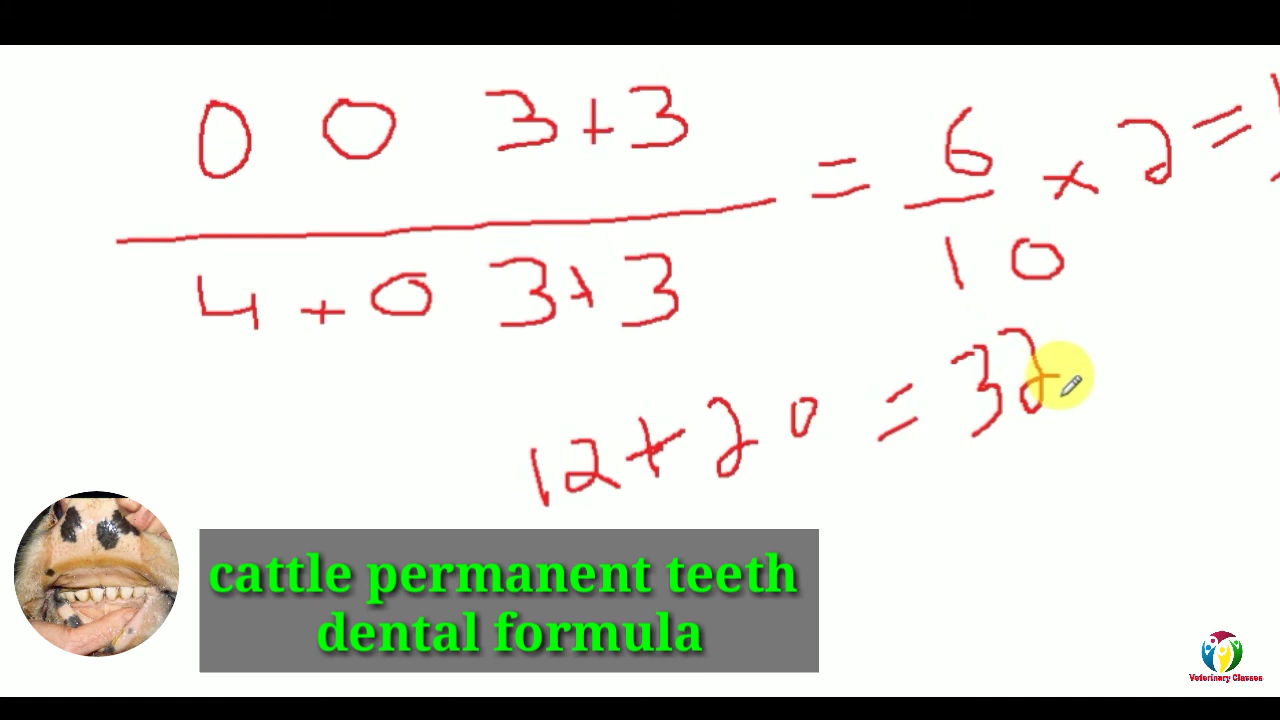 0 0 3+3
= 6 × 2 =
4+0 3+3
10
12+20 = 32
cattle permanent teeth
dental formula
Veterinary Classes